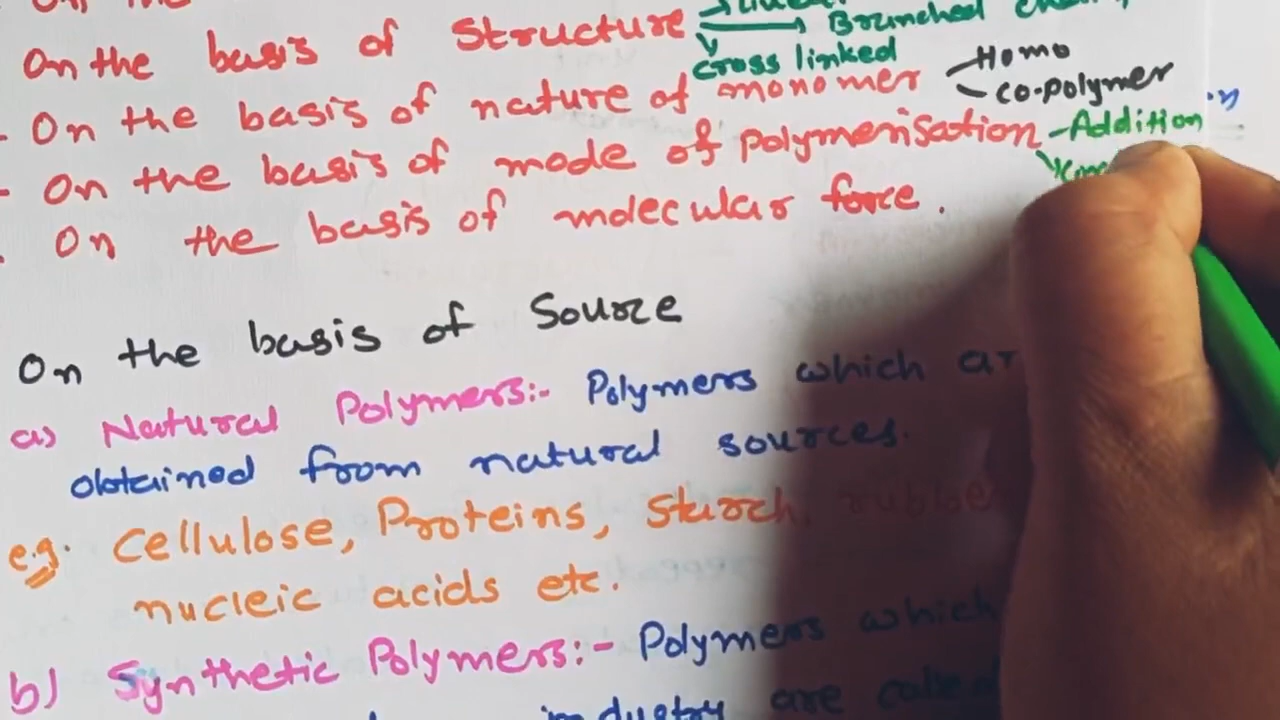 On the basis of Structure Branched
cross linked
- On the basis of nature of monomer - Homo
- co-polymer
- On the basis of mode of polymerisation - Addition
. On the basis of molecular force.
On the basis of Source
a) Natural Polymers:- Polymers which
obtained from natural sources.
e.g. Cellulose, Proteins, Starch,
nucleic acids etc.
b) Synthetic Polymers:- Polymers which
industry are